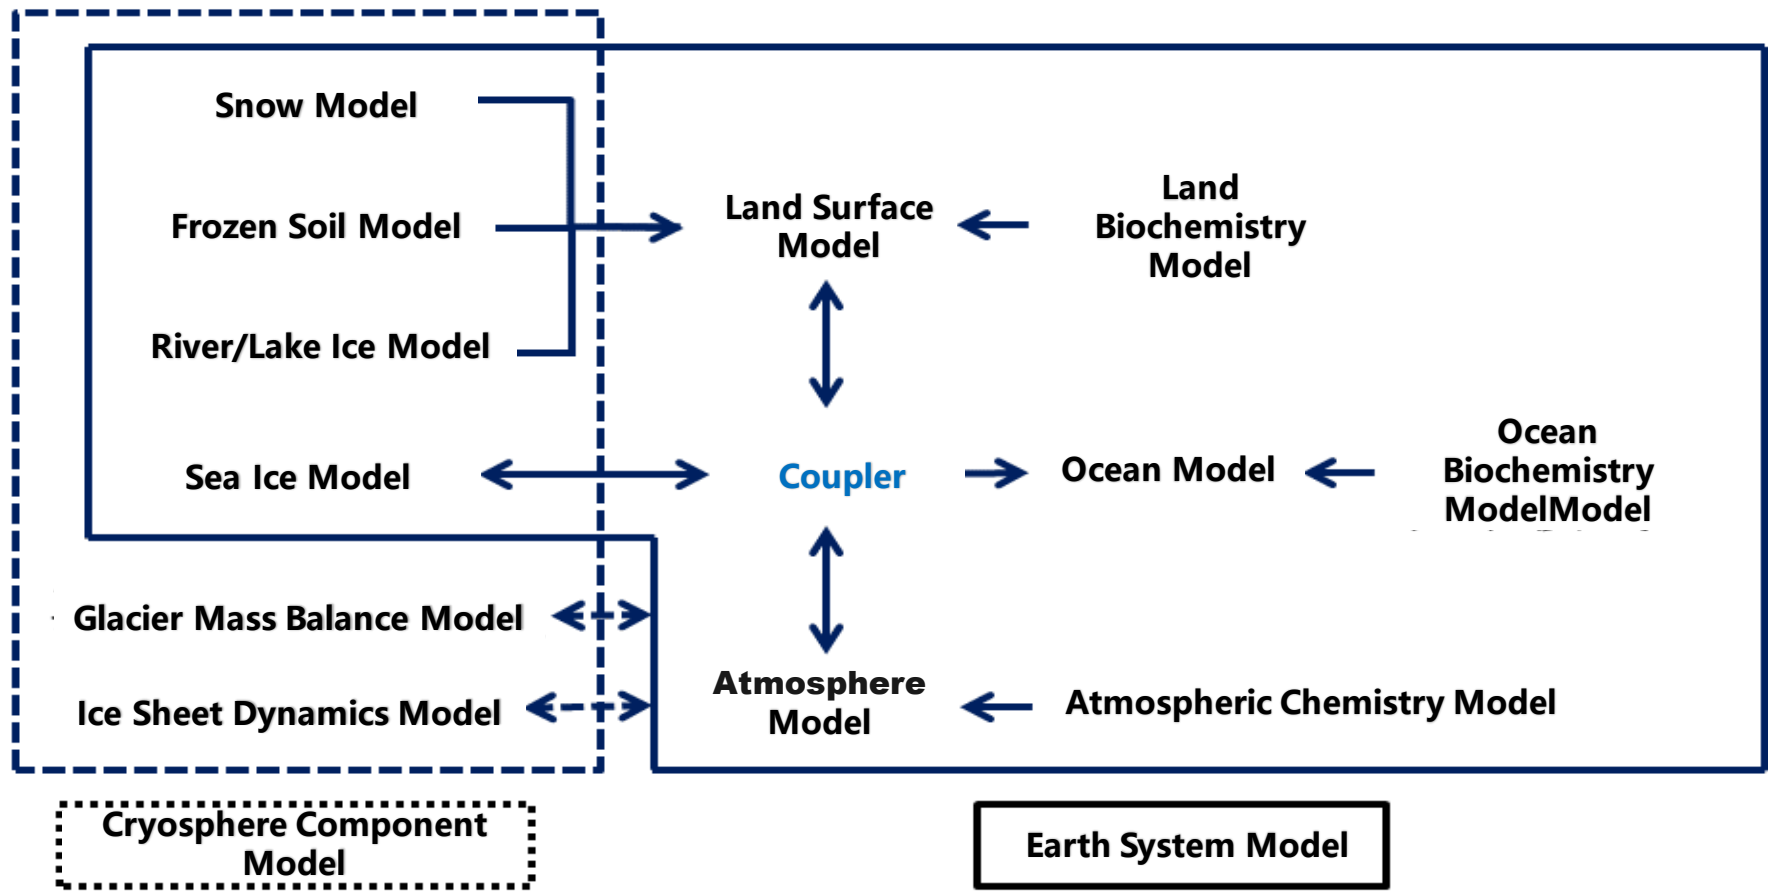 Snow Model
Frozen Soil Model
River/Lake Ice Model
Sea Ice Model
Glacier Mass Balance Model
Ice Sheet Dynamics Model
Land Surface
Model
Coupler
Atmosphere
Model
Land
Biochemistry
Model
Ocean Model
Ocean
Biochemistry
ModelModel
Atmospheric Chemistry Model
Cryosphere Component
Model
Earth System Model